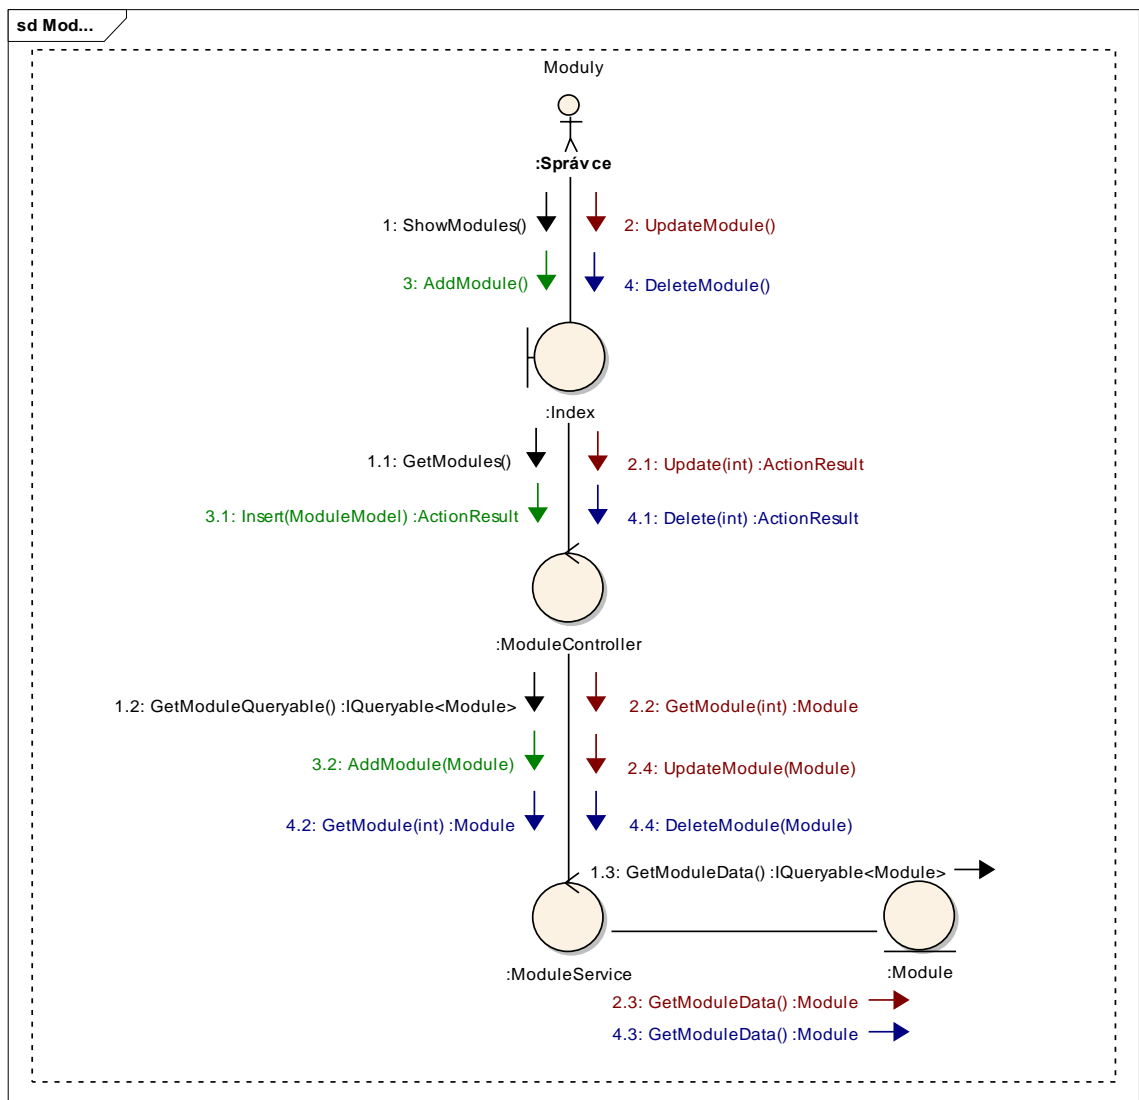 sd Mod...
Moduly
:Správce
1: ShowModules()
2: UpdateModule()
3: AddModule()
4: DeleteModule()
:Index
1.1: GetModules()
2.1: Update(int) :ActionResult
3.1: Insert(ModuleModel) :ActionResult
4.1: Delete(int) :ActionResult
:ModuleController
1.2: GetModuleQueryable() :IQueryable<Module>
2.2: GetModule(int) :Module
3.2: AddModule(Module)
2.4: UpdateModule(Module)
4.2: GetModule(int) :Module
4.4: DeleteModule(Module)
1.3: GetModuleData() :IQueryable<Module>
:ModuleService
:Module
2.3: GetModuleData() :Module
4.3: GetModuleData() :Module